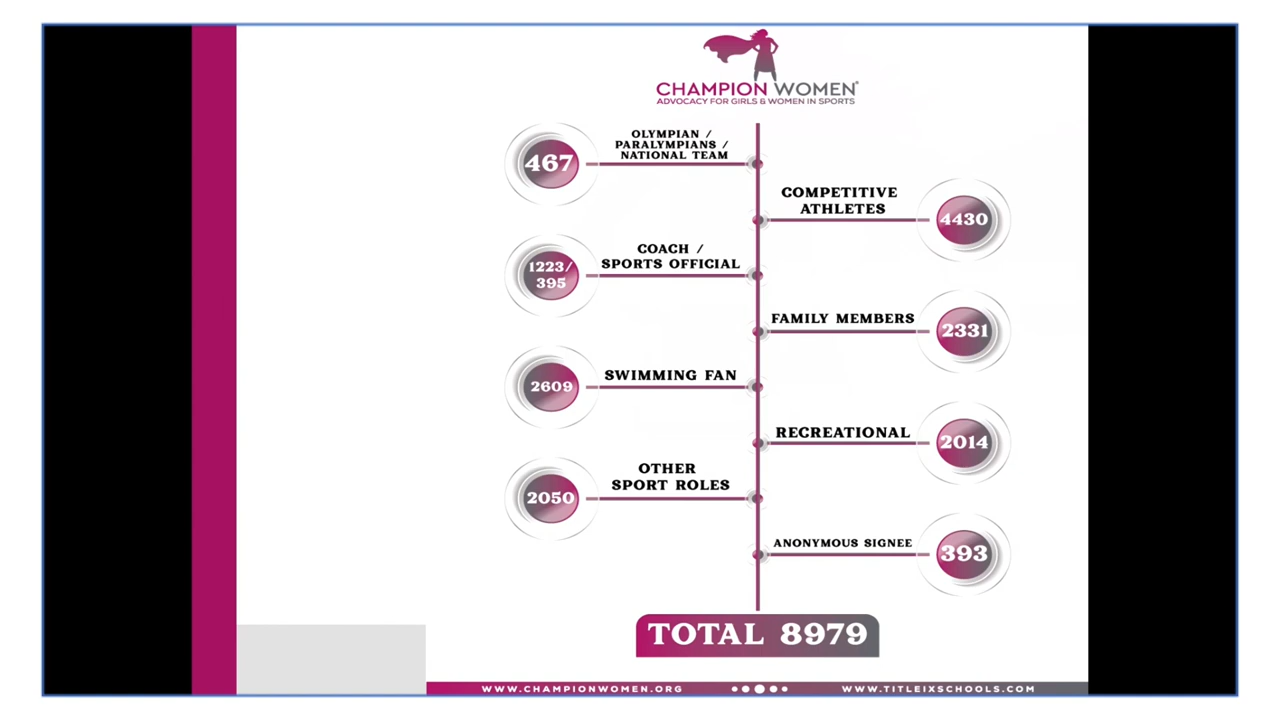 CHAMPION WOMEN®
ADVOCACY FOR GIRLS & WOMEN IN SPORTS
OLYMPIAN /
PARALYMPIANS /
NATIONAL TEAM
467
COMPETITIVE
ATHLETES
4430
COACH /
SPORTS OFFICIAL
1223/
395
FAMILY MEMBERS
2331
SWIMMING FAN
2609
RECREATIONAL
2014
OTHER
SPORT ROLES
2050
ANONYMOUS SIGNEE
393
TOTAL 8979
WWW.CHAMPIONWOMEN.ORG
WWW.TITLEIXSCHOOLS.COM